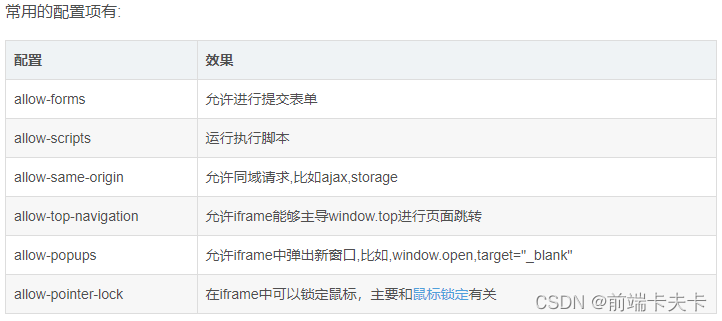 常用的配置项有:
配置 效果
allow-forms 允许进行提交表单
allow-scripts 运行执行脚本
allow-same-origin 允许同域请求,比如ajax,storage
allow-top-navigation 允许iframe能够主导window.top进行页面跳转
allow-popups 允许iframe中弹出新窗口,比如,window.open,target="_blank"
allow-pointer-lock 在iframe中可以锁定鼠标，主要和鼠标锁定有关
CSDN @前端卡夫卡